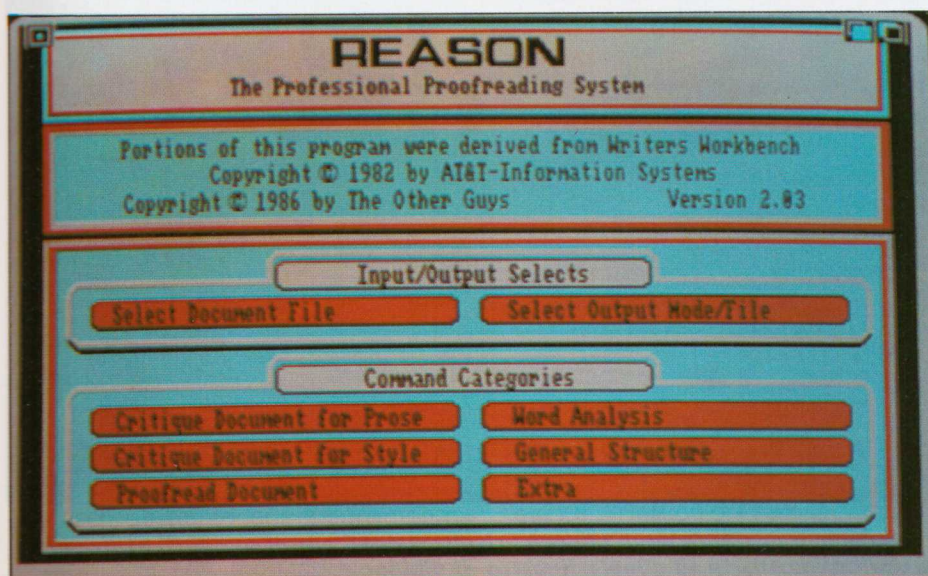 REASON
The Professional Proofreading System
Portions of this program were derived from Writers Workbench
Copyright © 1982 by AT&T-Information Systems
Copyright © 1986 by The Other Guys Version 2.03
Input/Output Selects
Select Document File Select Output Mode/File
Command Categories
Critique Document for Prose Word Analysis
Critique Document for Style General Structure
Proofread Document Extra